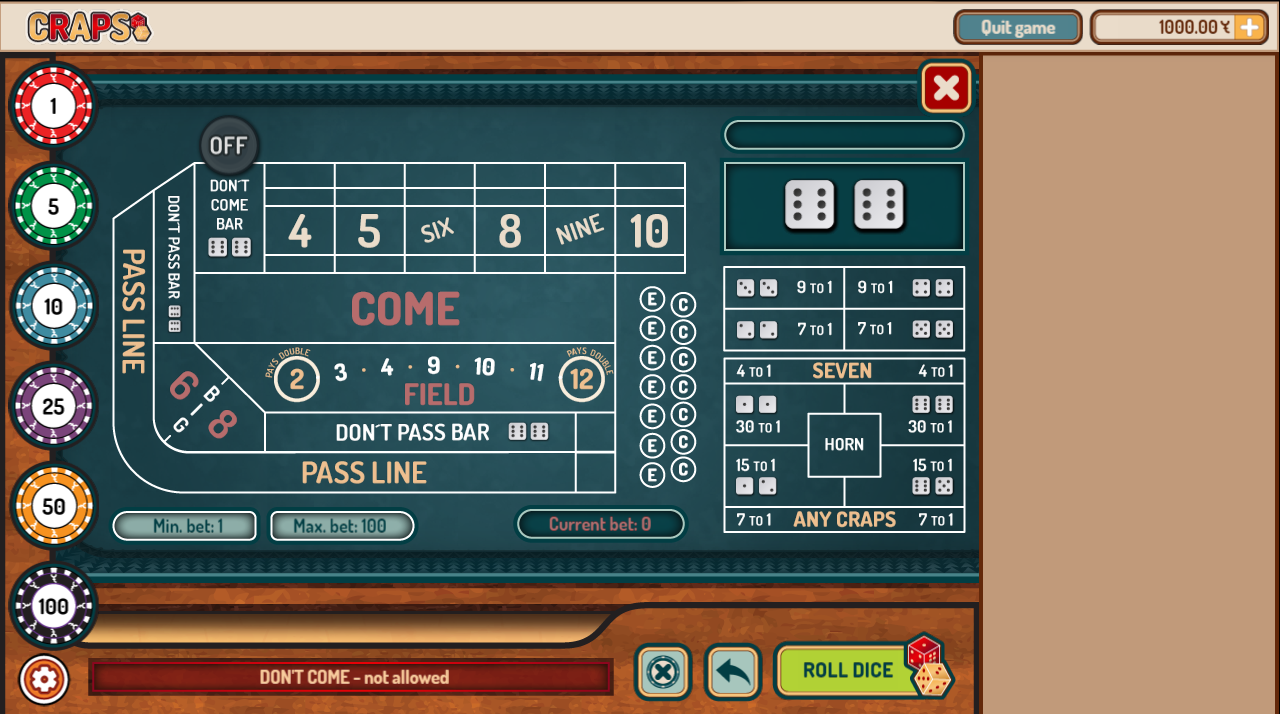 CRAPS
Quit game
1000.00
1
5
10
25
50
100
OFF
DON'T
COME
BAR
4 5 SIX 8 NINE 10
PASS LINE
DON'T PASS BAR
COME
PAYS DOUBLE
PAYS DOUBLE
2 3 · 4 · 9 · 10 · 11 12
FIELD
6 8
B
I
G
DON'T PASS BAR
PASS LINE
E C
E C
E C
E C
E C
E C
E C
9 TO 1 9 TO 1
7 TO 1 7 TO 1
4 TO 1 SEVEN 4 TO 1
30 TO 1 30 TO 1
HORN
15 TO 1 15 TO 1
7 TO 1 ANY CRAPS 7 TO 1
Min. bet: 1
Max. bet: 100
Current bet: 0
DON'T COME - not allowed
ROLL DICE